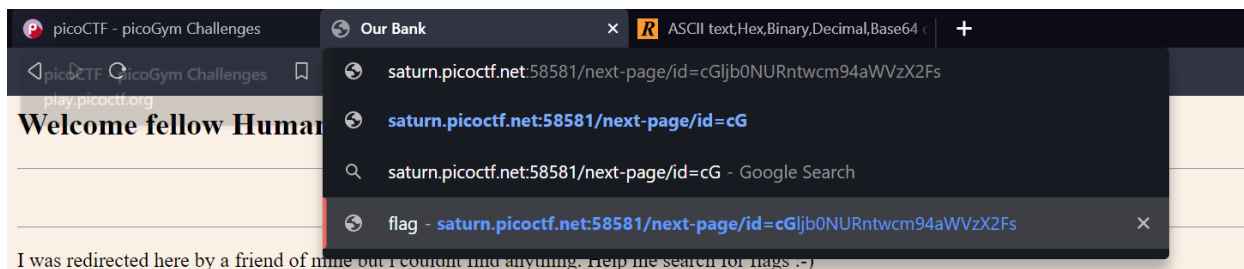 picoCTF - picoGym Challenges
Our Bank
ASCII text,Hex,Binary,Decimal,Base64 c
picoCTF - picoGym Challenges
play.picoctf.org
saturn.picoctf.net:58581/next-page/id=cGljb0NURntwcm94aWVzX2Fs
saturn.picoctf.net:58581/next-page/id=cG
saturn.picoctf.net:58581/next-page/id=cG - Google Search
flag - saturn.picoctf.net:58581/next-page/id=cGljb0NURntwcm94aWVzX2Fs
Welcome fellow Human
I was redirected here by a friend of mine but i couldnt find anything. Help me search for flags :-)